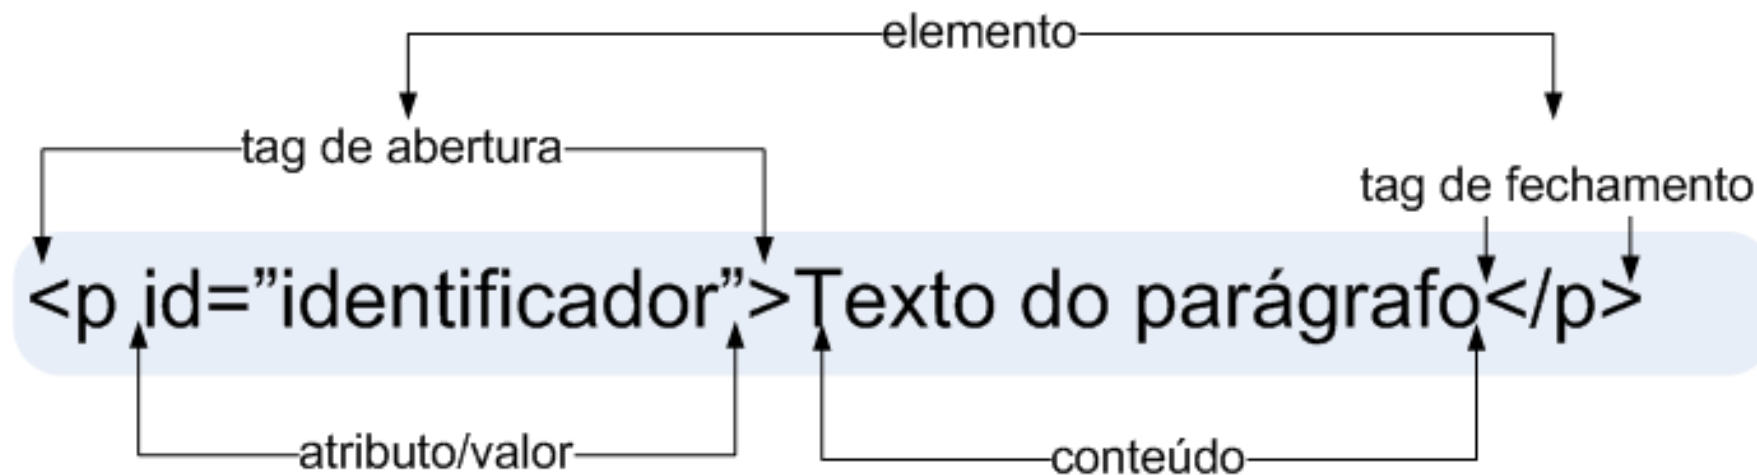 elemento
tag de abertura
tag de fechamento
<p id=”identificador”>Texto do parágrafo</p>
atributo/valor
conteúdo